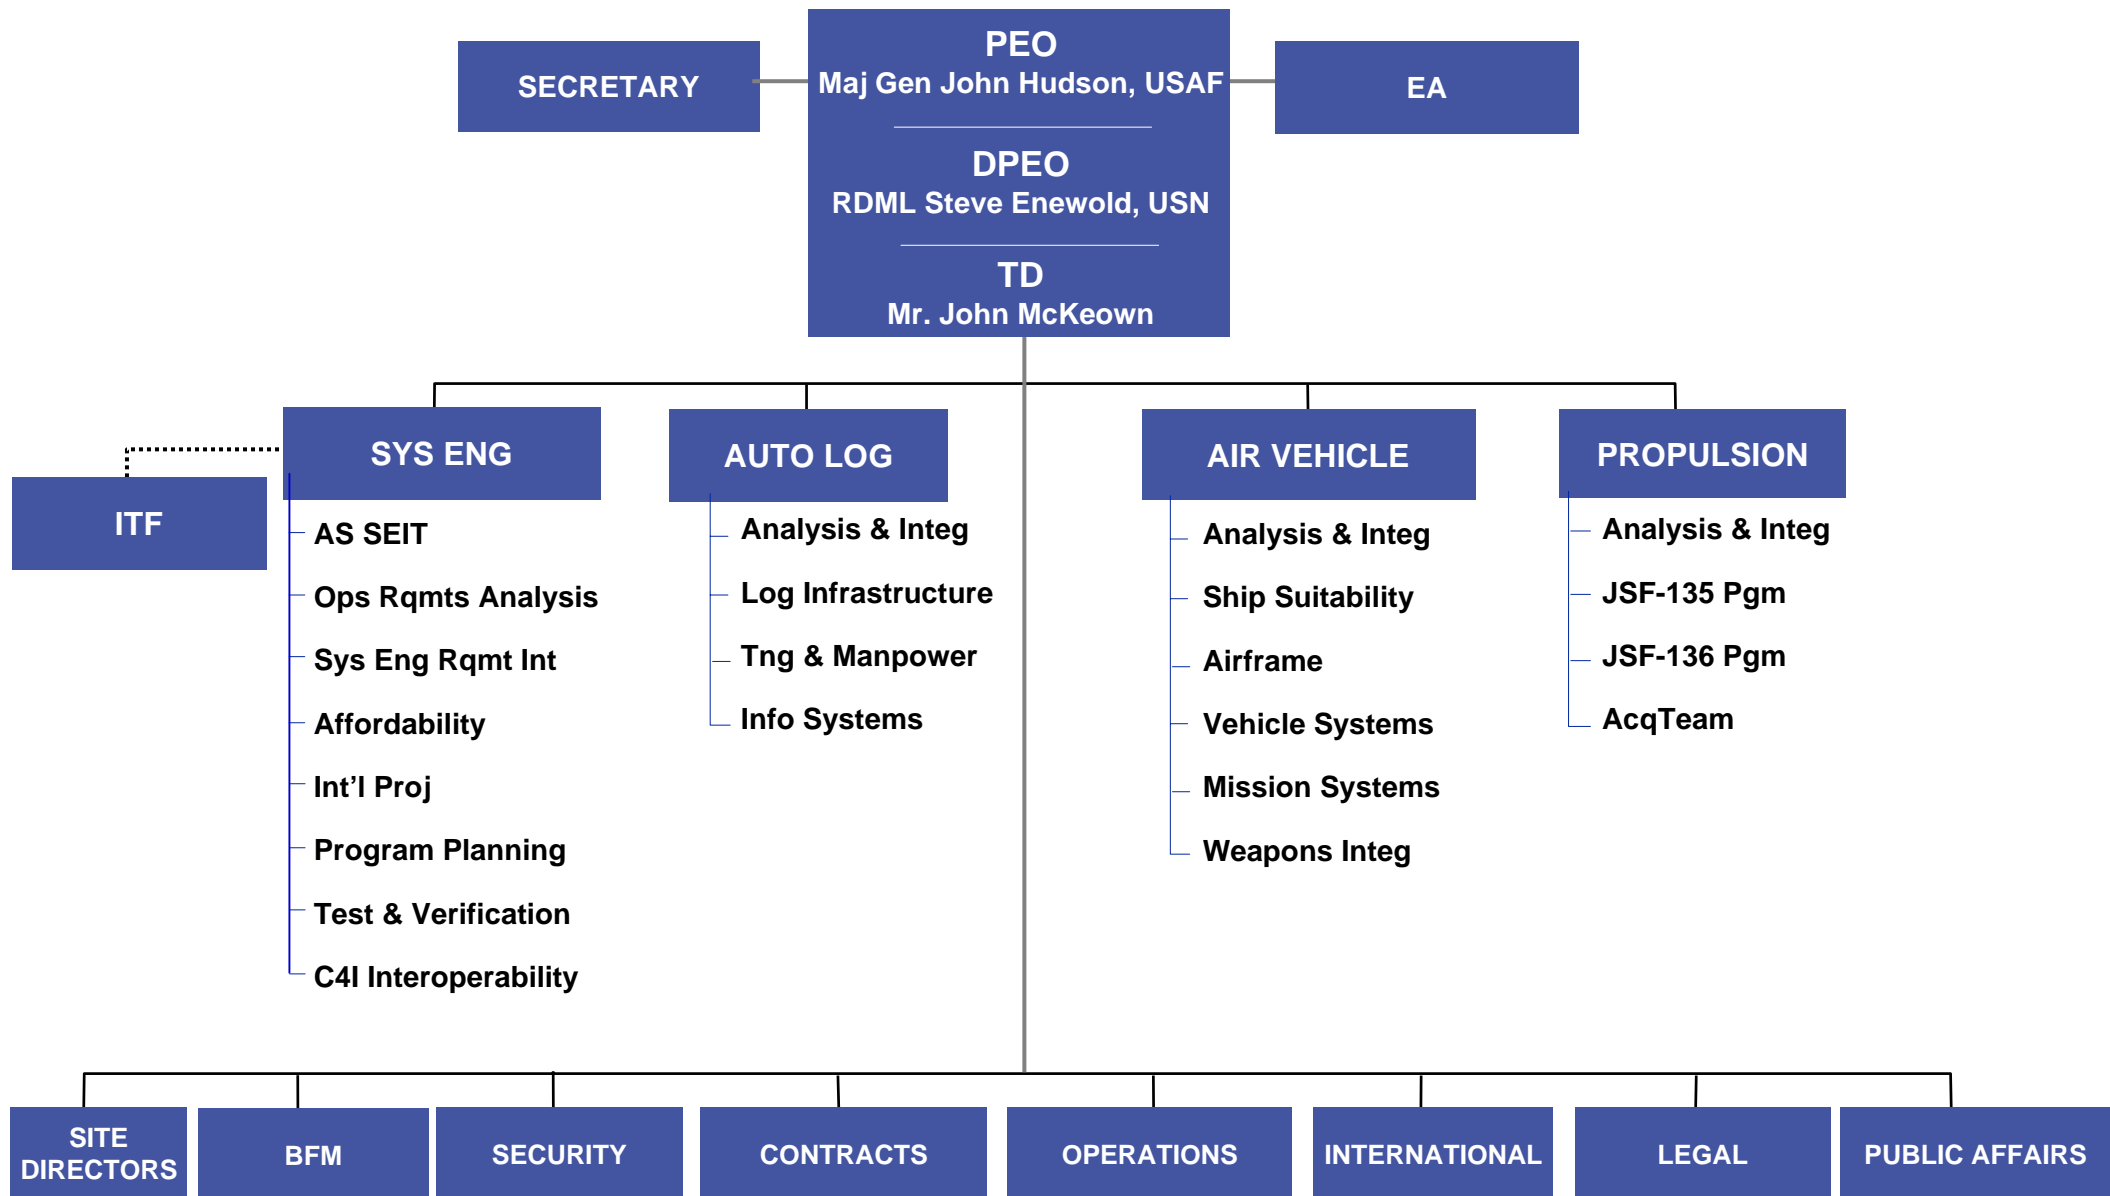 SECRETARY
PEO
Maj Gen John Hudson, USAF
DPEO
RDML Steve Enewold, USN
TD
Mr. John McKeown
EA
ITF
SYS ENG
AS SEIT
Ops Rqmts Analysis
Sys Eng Rqmt Int
Affordability
Int’l Proj
Program Planning
Test & Verification
C4I Interoperability
AUTO LOG
Analysis & Integ
Log Infrastructure
Tng & Manpower
Info Systems
AIR VEHICLE
Analysis & Integ
Ship Suitability
Airframe
Vehicle Systems
Mission Systems
Weapons Integ
PROPULSION
Analysis & Integ
JSF-135 Pgm
JSF-136 Pgm
AcqTeam
SITE
DIRECTORS
BFM
SECURITY
CONTRACTS
OPERATIONS
INTERNATIONAL
LEGAL
PUBLIC AFFAIRS